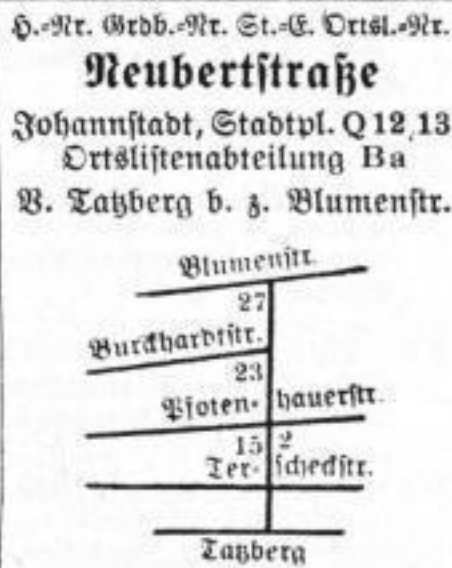 H.-Nr. Grdb.-Nr. St.-E. Ortsl.-Nr.
Neubertstraße
Johannstadt, Stadtpl. Q 12, 13
Ortslistenabteilung Ba
V. Tatzberg b. z. Blumenstr.
Blumenstr.
27
Burckhardtstr.
23
Pfoten- hauerstr.
15 2
Ter- scheckstr.
Tatzberg